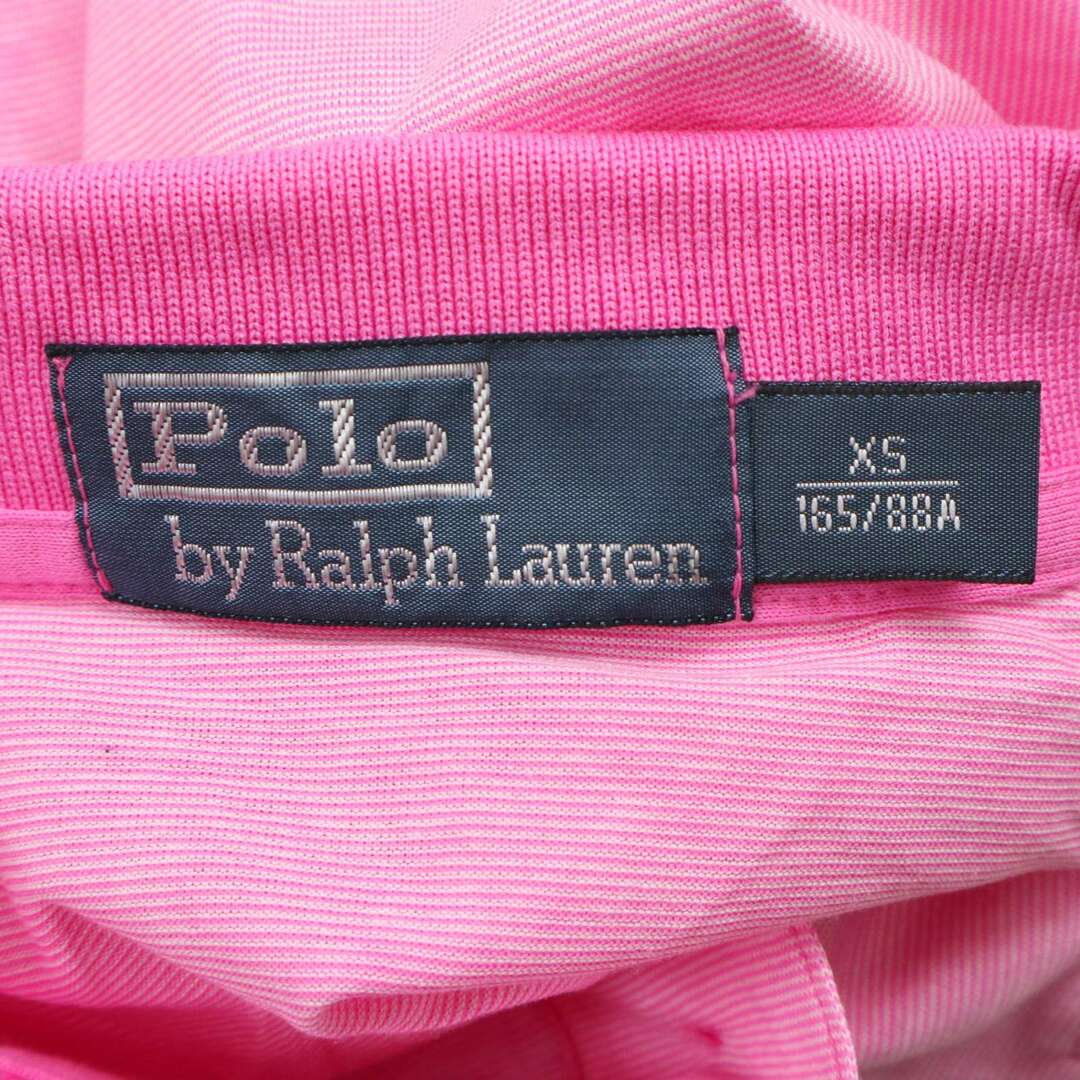 Polo
by Ralph Lauren
XS
165/88A